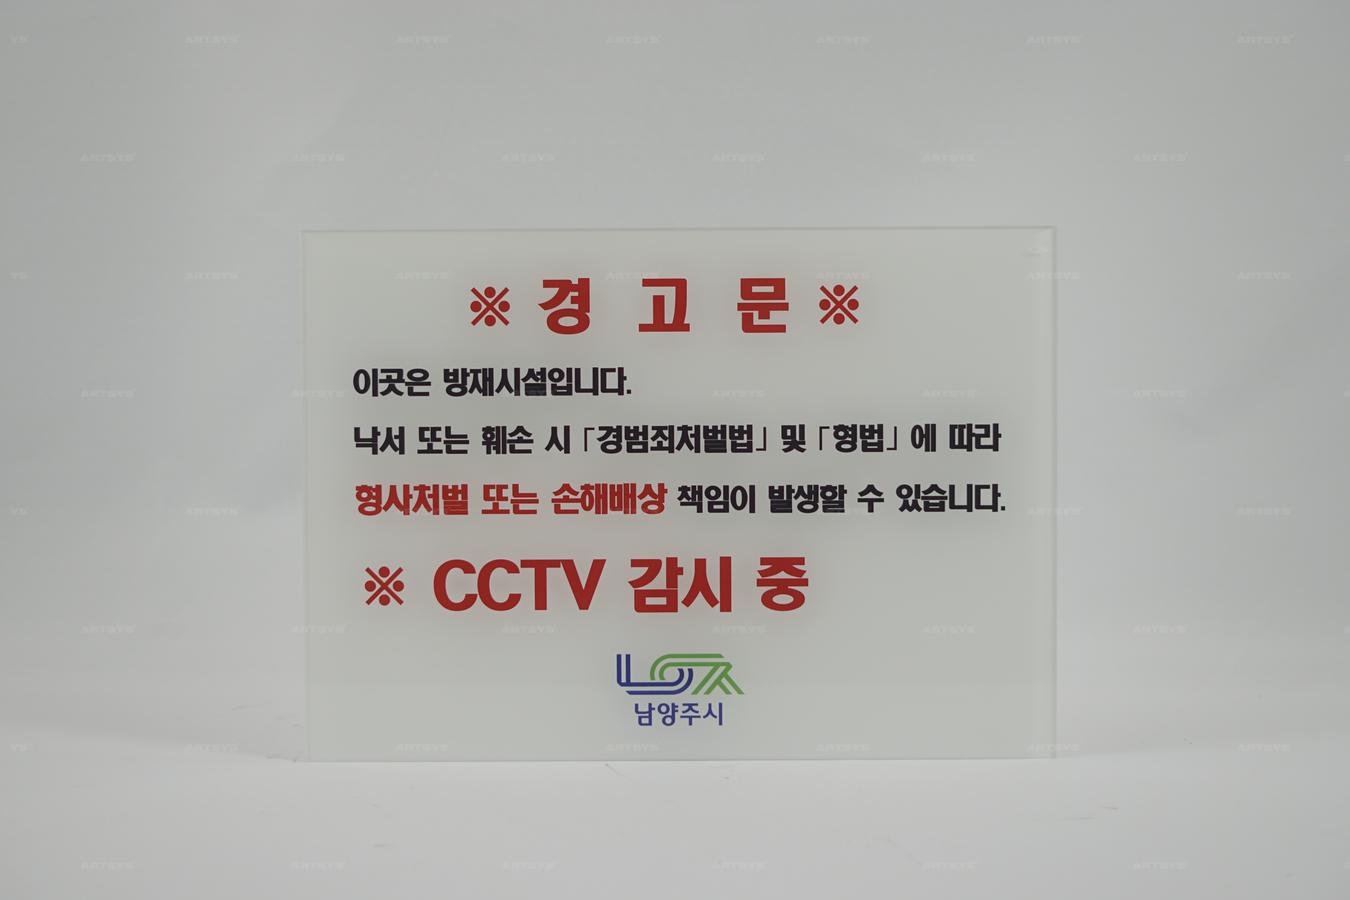 ※ 경 고 문 ※
이곳은 방재시설입니다.
낙서 또는 훼손 시 「경범죄처벌법」 및 「형법」 에 따라
형사처벌 또는 손해배상 책임이 발생할 수 있습니다.
※ CCTV 감시 중
남양주시
ARTSYS